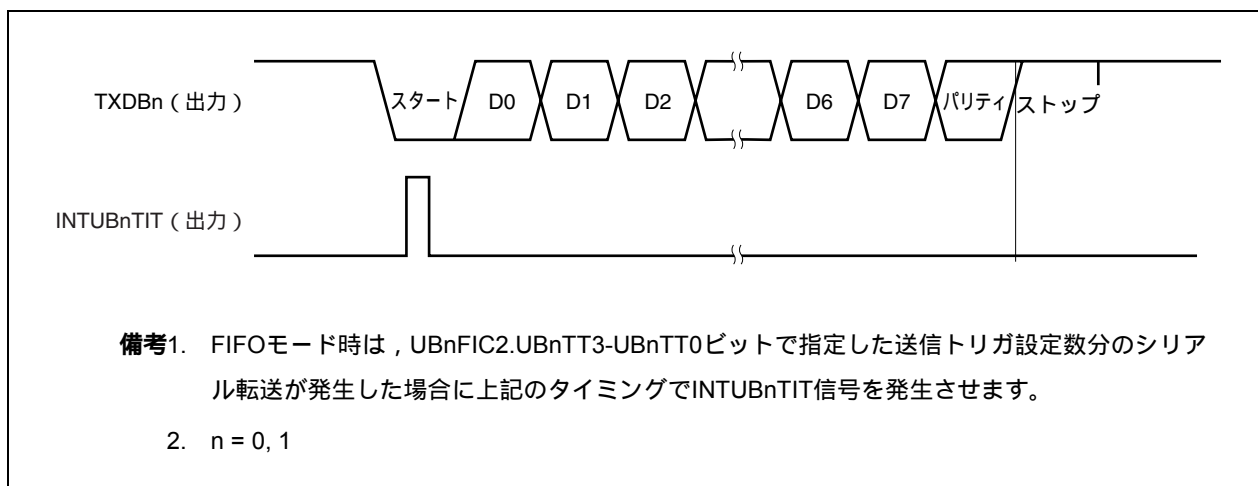 TXDBn（出力） スタート D0 D1 D2 D6 D7 パリティ ストップ
INTUBnTIT（出力）
備考1. FIFOモード時は，UBnFIC2.UBnTT3-UBnTT0ビットで指定した送信トリガ設定数分のシリア
ル転送が発生した場合に上記のタイミングでINTUBnTIT信号を発生させます。
2. n = 0, 1